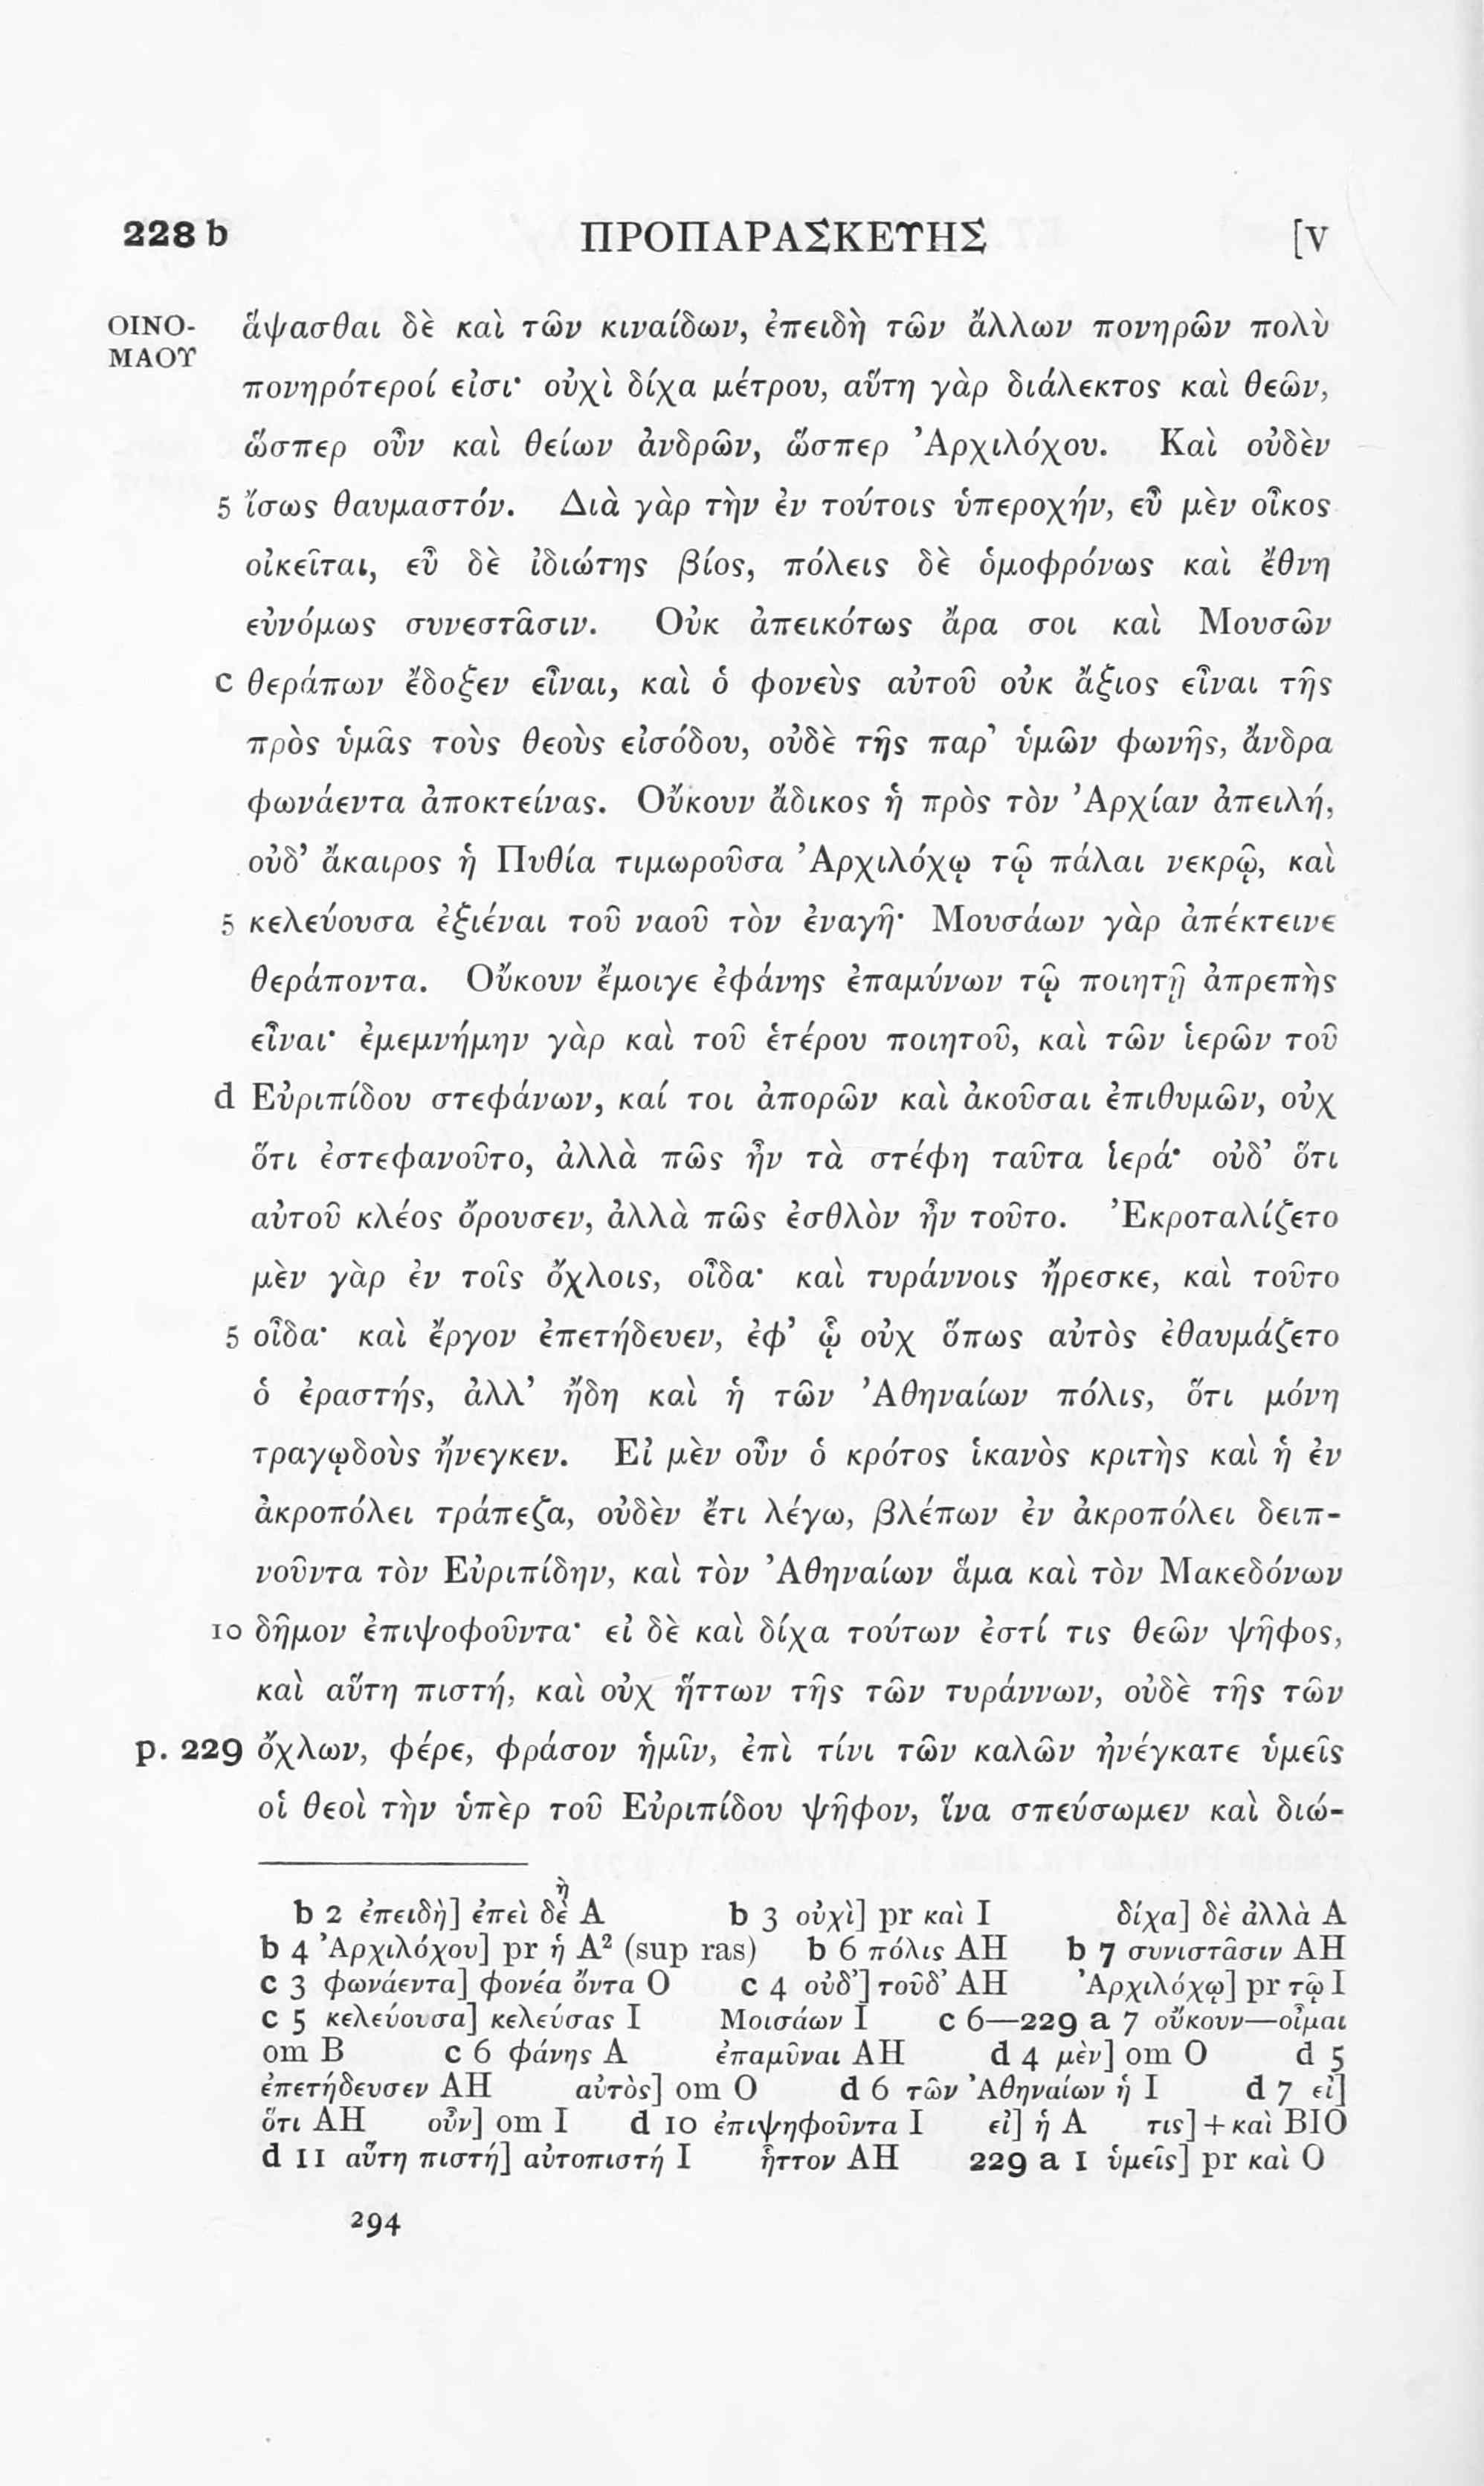 228 b ΠΡΟΠΑΡΑΣΚΕΥΗΣ [V
ΟΙΝΟ- ἅψασθαι δὲ καὶ τῶν κιναίδων, ἐπειδὴ τῶν ἄλλων πονηρῶν πολὺ
ΜΑΟΥ
πονηρότεροί εἰσι· οὐχὶ δίχα μέτρου, αὕτη γὰρ διάλεκτος καὶ θεῶν,
ὥσπερ οὖν καὶ θείων ἀνδρῶν, ὥσπερ Ἀρχιλόχου. Καὶ οὐδὲν
5 ἴσως θαυμαστόν. Διὰ γὰρ τὴν ἐν τούτοις ὑπεροχήν, εὖ μὲν οἶκος
οἰκεῖται, εὖ δὲ ἰδιώτης βίος, πόλεις δὲ ὁμοφρόνως καὶ ἔθνη
εὐνόμως συνεστᾶσιν. Οὐκ ἀπεικότως ἄρα σοι καὶ Μουσῶν
c θεράπων ἔδοξεν εἶναι, καὶ ὁ φονεὺς αὐτοῦ οὐκ ἄξιος εἶναι τῆς
πρὸς ὑμᾶς τοὺς θεοὺς εἰσόδου, οὐδὲ τῆς παρ’ ὑμῶν φωνῆς, ἄνδρα
φωνάεντα ἀποκτείνας. Οὔκουν ἄδικος ἡ πρὸς τὸν Ἀρχίαν ἀπειλή,
οὐδ’ ἄκαιρος ἡ Πυθία τιμωροῦσα Ἀρχιλόχῳ τῷ πάλαι νεκρῷ, καὶ
5 κελεύουσα ἐξιέναι τοῦ ναοῦ τὸν ἐναγῆ· Μουσάων γὰρ ἀπέκτεινε
θεράποντα. Οὔκουν ἔμοιγε ἐφάνης ἐπαμύνων τῷ ποιητῇ ἀπρεπὴς
εἶναι· ἐμεμνήμην γὰρ καὶ τοῦ ἑτέρου ποιητοῦ, καὶ τῶν ἱερῶν τοῦ
d Εὐριπίδου στεφάνων, καί τοι ἀπορῶν καὶ ἀκοῦσαι ἐπιθυμῶν, οὐχ
ὅτι ἐστεφανοῦτο, ἀλλὰ πῶς ἦν τὰ στέφη ταῦτα ἱερά· οὐδ’ ὅτι
αὐτοῦ κλέος ὄρουσεν, ἀλλὰ πῶς ἐσθλὸν ἦν τοῦτο. Ἐκροταλίζετο
μὲν γὰρ ἐν τοῖς ὄχλοις, οἶδα· καὶ τυράννοις ἤρεσκε, καὶ τοῦτο
5 οἶδα· καὶ ἔργον ἐπετήδευεν, ἐφ’ ᾧ οὐχ ὅπως αὐτὸς ἐθαυμάζετο
ὁ ἐραστής, ἀλλ’ ἤδη καὶ ἡ τῶν Ἀθηναίων πόλις, ὅτι μόνη
τραγῳδοὺς ἤνεγκεν. Εἰ μὲν οὖν ὁ κρότος ἱκανὸς κριτὴς καὶ ἡ ἐν
ἀκροπόλει τράπεζα, οὐδὲν ἔτι λέγω, βλέπων ἐν ἀκροπόλει δειπ-
νοῦντα τὸν Εὐριπίδην, καὶ τὸν Ἀθηναίων ἅμα καὶ τὸν Μακεδόνων
10 δῆμον ἐπιψοφοῦντα· εἰ δὲ καὶ δίχα τούτων ἐστί τις θεῶν ψῆφος,
καὶ αὕτη πιστή, καὶ οὐχ ἥττων τῆς τῶν τυράννων, οὐδὲ τῆς τῶν
p. 229 ὄχλων, φέρε, φράσον ἡμῖν, ἐπὶ τίνι τῶν καλῶν ἠνέγκατε ὑμεῖς
οἱ θεοὶ τὴν ὑπὲρ τοῦ Εὐριπίδου ψῆφον, ἵνα σπεύσωμεν καὶ διώ-
b 2 ἐπειδὴ] ἐπεὶ δὲ ἡ A b 3 οὐχὶ] pr καὶ I δίχα] δὲ ἀλλὰ A
b 4 Ἀρχιλόχου] pr ἡ A² (sup ras) b 6 πόλις AH b 7 συνιστᾶσιν AH
c 3 φωνάεντα] φονέα ὄντα O c 4 οὐδ’] τοῦδ’ AH Ἀρχιλόχῳ] pr τῷ I
c 5 κελεύουσα] κελεύσας I Μοισάων I c 6—229 a 7 οὔκουν—οἶμαι
om B c 6 φάνης A ἐπαμῦναι AH d 4 μὲν] om O d 5
ἐπετήδευσεν AH αὐτὸς] om O d 6 τῶν Ἀθηναίων ἡ I d 7 εἰ]
ὅτι AH οὖν] om I d 10 ἐπιψηφοῦντα I εἰ] ἡ A τις] + καὶ BIO
d 11 αὕτη πιστή] αὐτοπιστή I ἧττον AH 229 a 1 ὑμεῖς] pr καὶ O
294